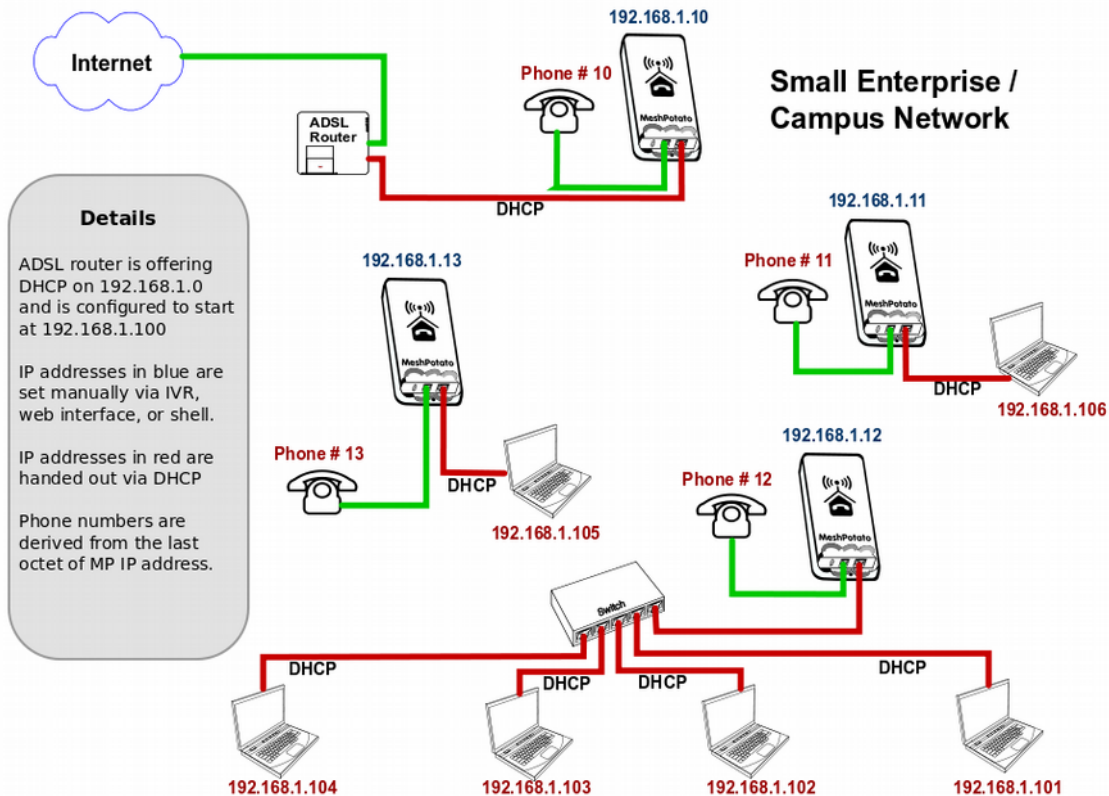 192.168.1.10
Internet
Phone # 10
Small Enterprise /
Campus Network
ADSL
Router
MeshPotato
DHCP
Details
ADSL router is offering
DHCP on 192.168.1.0
and is configured to start
at 192.168.1.100
IP addresses in blue are
set manually via IVR,
web interface, or shell.
IP addresses in red are
handed out via DHCP
Phone numbers are
derived from the last
octet of MP IP address.
192.168.1.11
Phone # 11
MeshPotato
DHCP
192.168.1.106
192.168.1.13
MeshPotato
Phone # 13
DHCP
192.168.1.105
192.168.1.12
Phone # 12
MeshPotato
Switch
DHCP
DHCP
DHCP
DHCP
192.168.1.104
192.168.1.103
192.168.1.102
192.168.1.101